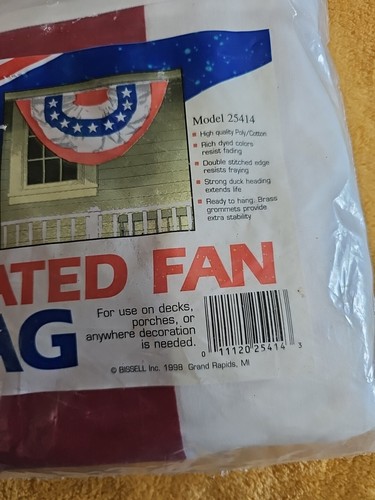 Model 25414
High quality Poly/Cotton
Rich dyed colors
resist fading
Double stitched edge
resists fraying
Strong duck heading
extends life
Ready to hang. Brass
grommets provide
extra stability
ATED FAN
AG
For use on decks,
porches, or
anywhere decoration
is needed.
0 11120 25414 3
© BISSELL Inc. 1998 Grand Rapids, MI